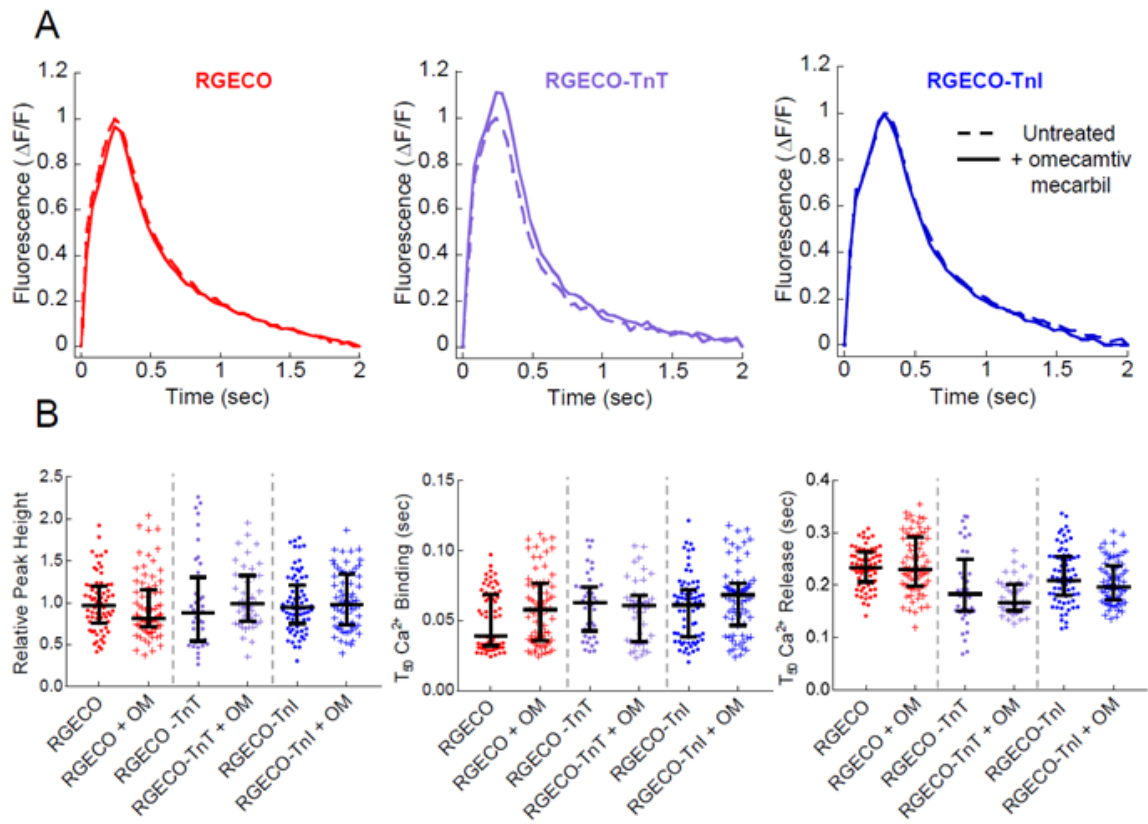 A
RGECO
RGECO-TnT
RGECO-TnI
Fluorescence (ΔF/F)
1.2
1
0.8
0.6
0.4
0.2
0
0
0.5
1
1.5
2
Time (sec)
Fluorescence (ΔF/F)
1.2
1
0.8
0.6
0.4
0.2
0
0
0.5
1
1.5
2
Time (sec)
Fluorescence (ΔF/F)
1.2
1
0.8
0.6
0.4
0.2
0
0
0.5
1
1.5
2
Time (sec)
Untreated
+ omecamtiv
mecarbil
B
Relative Peak Height
2.5
2.0
1.5
1.0
0.5
0.0
RGECO
RGECO + OM
RGECO -TnT
RGECO-TnT + OM
RGECO-TnI
RGECO-TnI + OM
T50 Ca2+ Binding (sec)
0.15
0.10
0.05
0.00
RGECO
RGECO + OM
RGECO -TnT
RGECO-TnT + OM
RGECO-TnI
RGECO-TnI + OM
T50 Ca2+ Release (sec)
0.4
0.3
0.2
0.1
0.0
RGECO
RGECO + OM
RGECO -TnT
RGECO-TnT + OM
RGECO-TnI
RGECO-TnI + OM